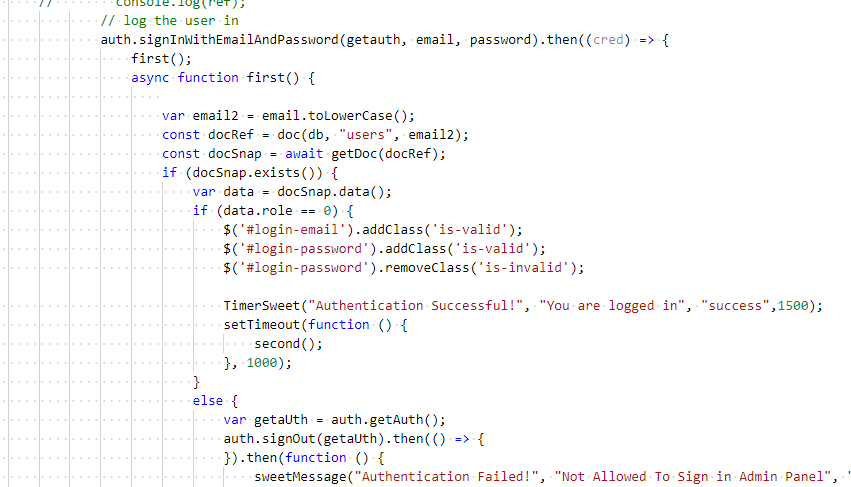 //        console.log(ref);
// log the user in
auth.signInWithEmailAndPassword(getauth, email, password).then((cred) => {
first();
async function first() {
var email2 = email.toLowerCase();
const docRef = doc(db, "users", email2);
const docSnap = await getDoc(docRef);
if (docSnap.exists()) {
var data = docSnap.data();
if (data.role == 0) {
$('#login-email').addClass('is-valid');
$('#login-password').addClass('is-valid');
$('#login-password').removeClass('is-invalid');
TimerSweet("Authentication Successful!", "You are logged in", "success",1500);
setTimeout(function () {
second();
}, 1000);
}
else {
var getaUth = auth.getAuth();
auth.signOut(getaUth).then(() => {
}).then(function () {
sweetMessage("Authentication Failed!", "Not Allowed To Sign in Admin Panel", "